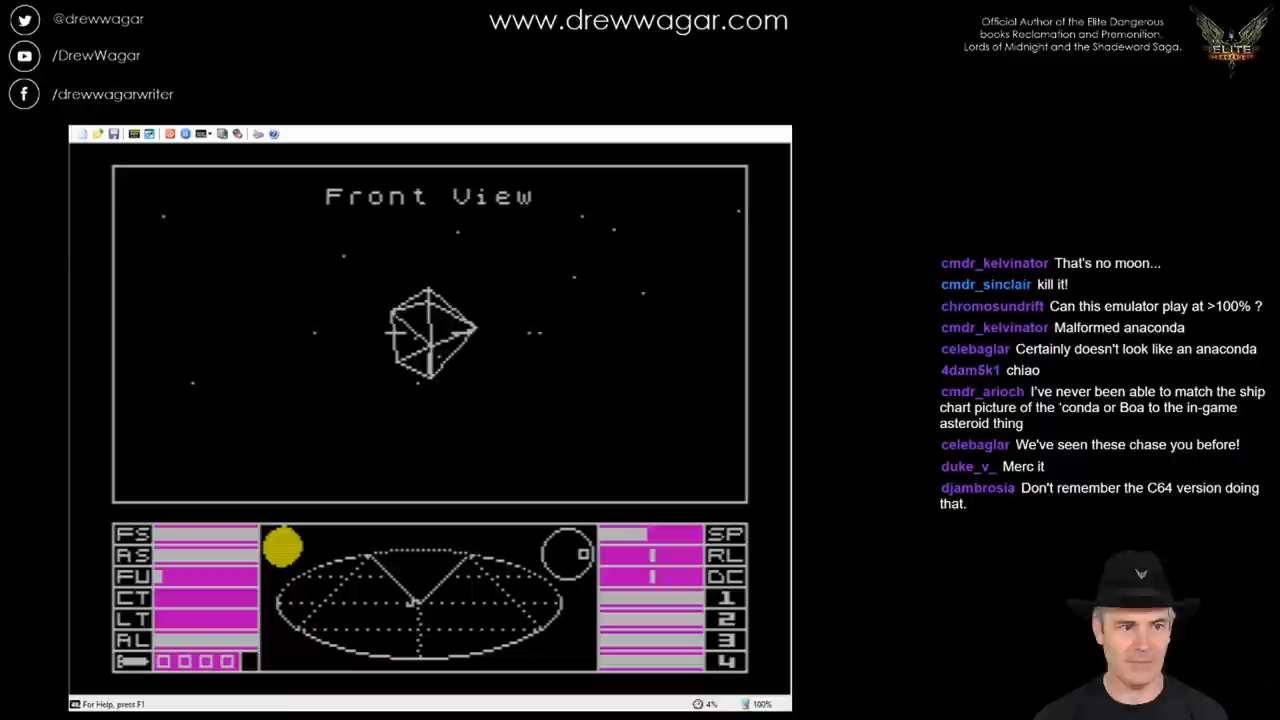 @drewwagar
/DrewWagar
/drewwagarwriter
www.drewwagar.com
Official Author of the Elite Dangerous
books Reclamation and Premonition,
Lords of Midnight and the Shadeward Saga.
ELITE
Front View
cmdr_kelvinator That's no moon...
cmdr_sinclair kill it!
chromosundrift Can this emulator play at >100% ?
cmdr_kelvinator Malformed anaconda
celebaglar Certainly doesn't look like an anaconda
4dam5k1 chiao
cmdr_arioch I've never been able to match the ship
chart picture of the 'conda or Boa to the in-game
asteroid thing
celebaglar We've seen these chase you before!
duke_v_ Merc it
djambrosia Don't remember the C64 version doing
that.
FS
AS
FU
CT
LT
AL
SP
RL
DC
1
2
3
4
For Help, press F1
4%
100%